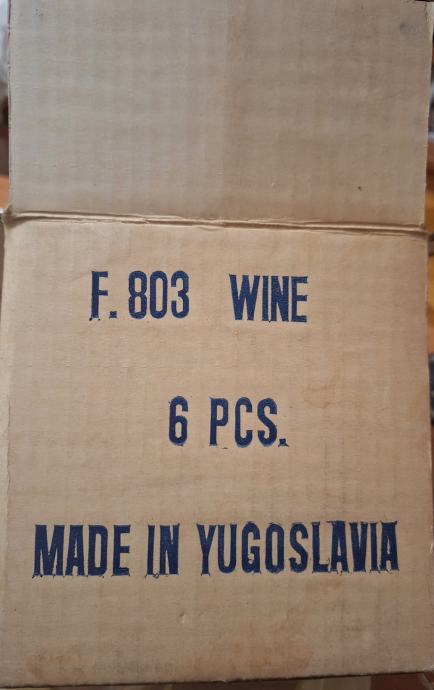 F. 803 WINE
6 PCS.
MADE IN YUGOSLAVIA